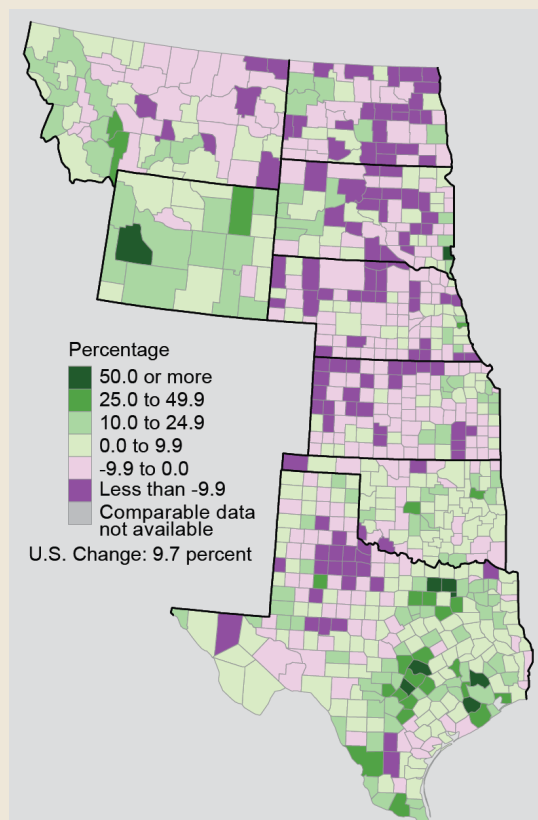 Percentage
50.0 or more
25.0 to 49.9
10.0 to 24.9
0.0 to 9.9
-9.9 to 0.0
Less than -9.9
Comparable data
not available
U.S. Change: 9.7 percent